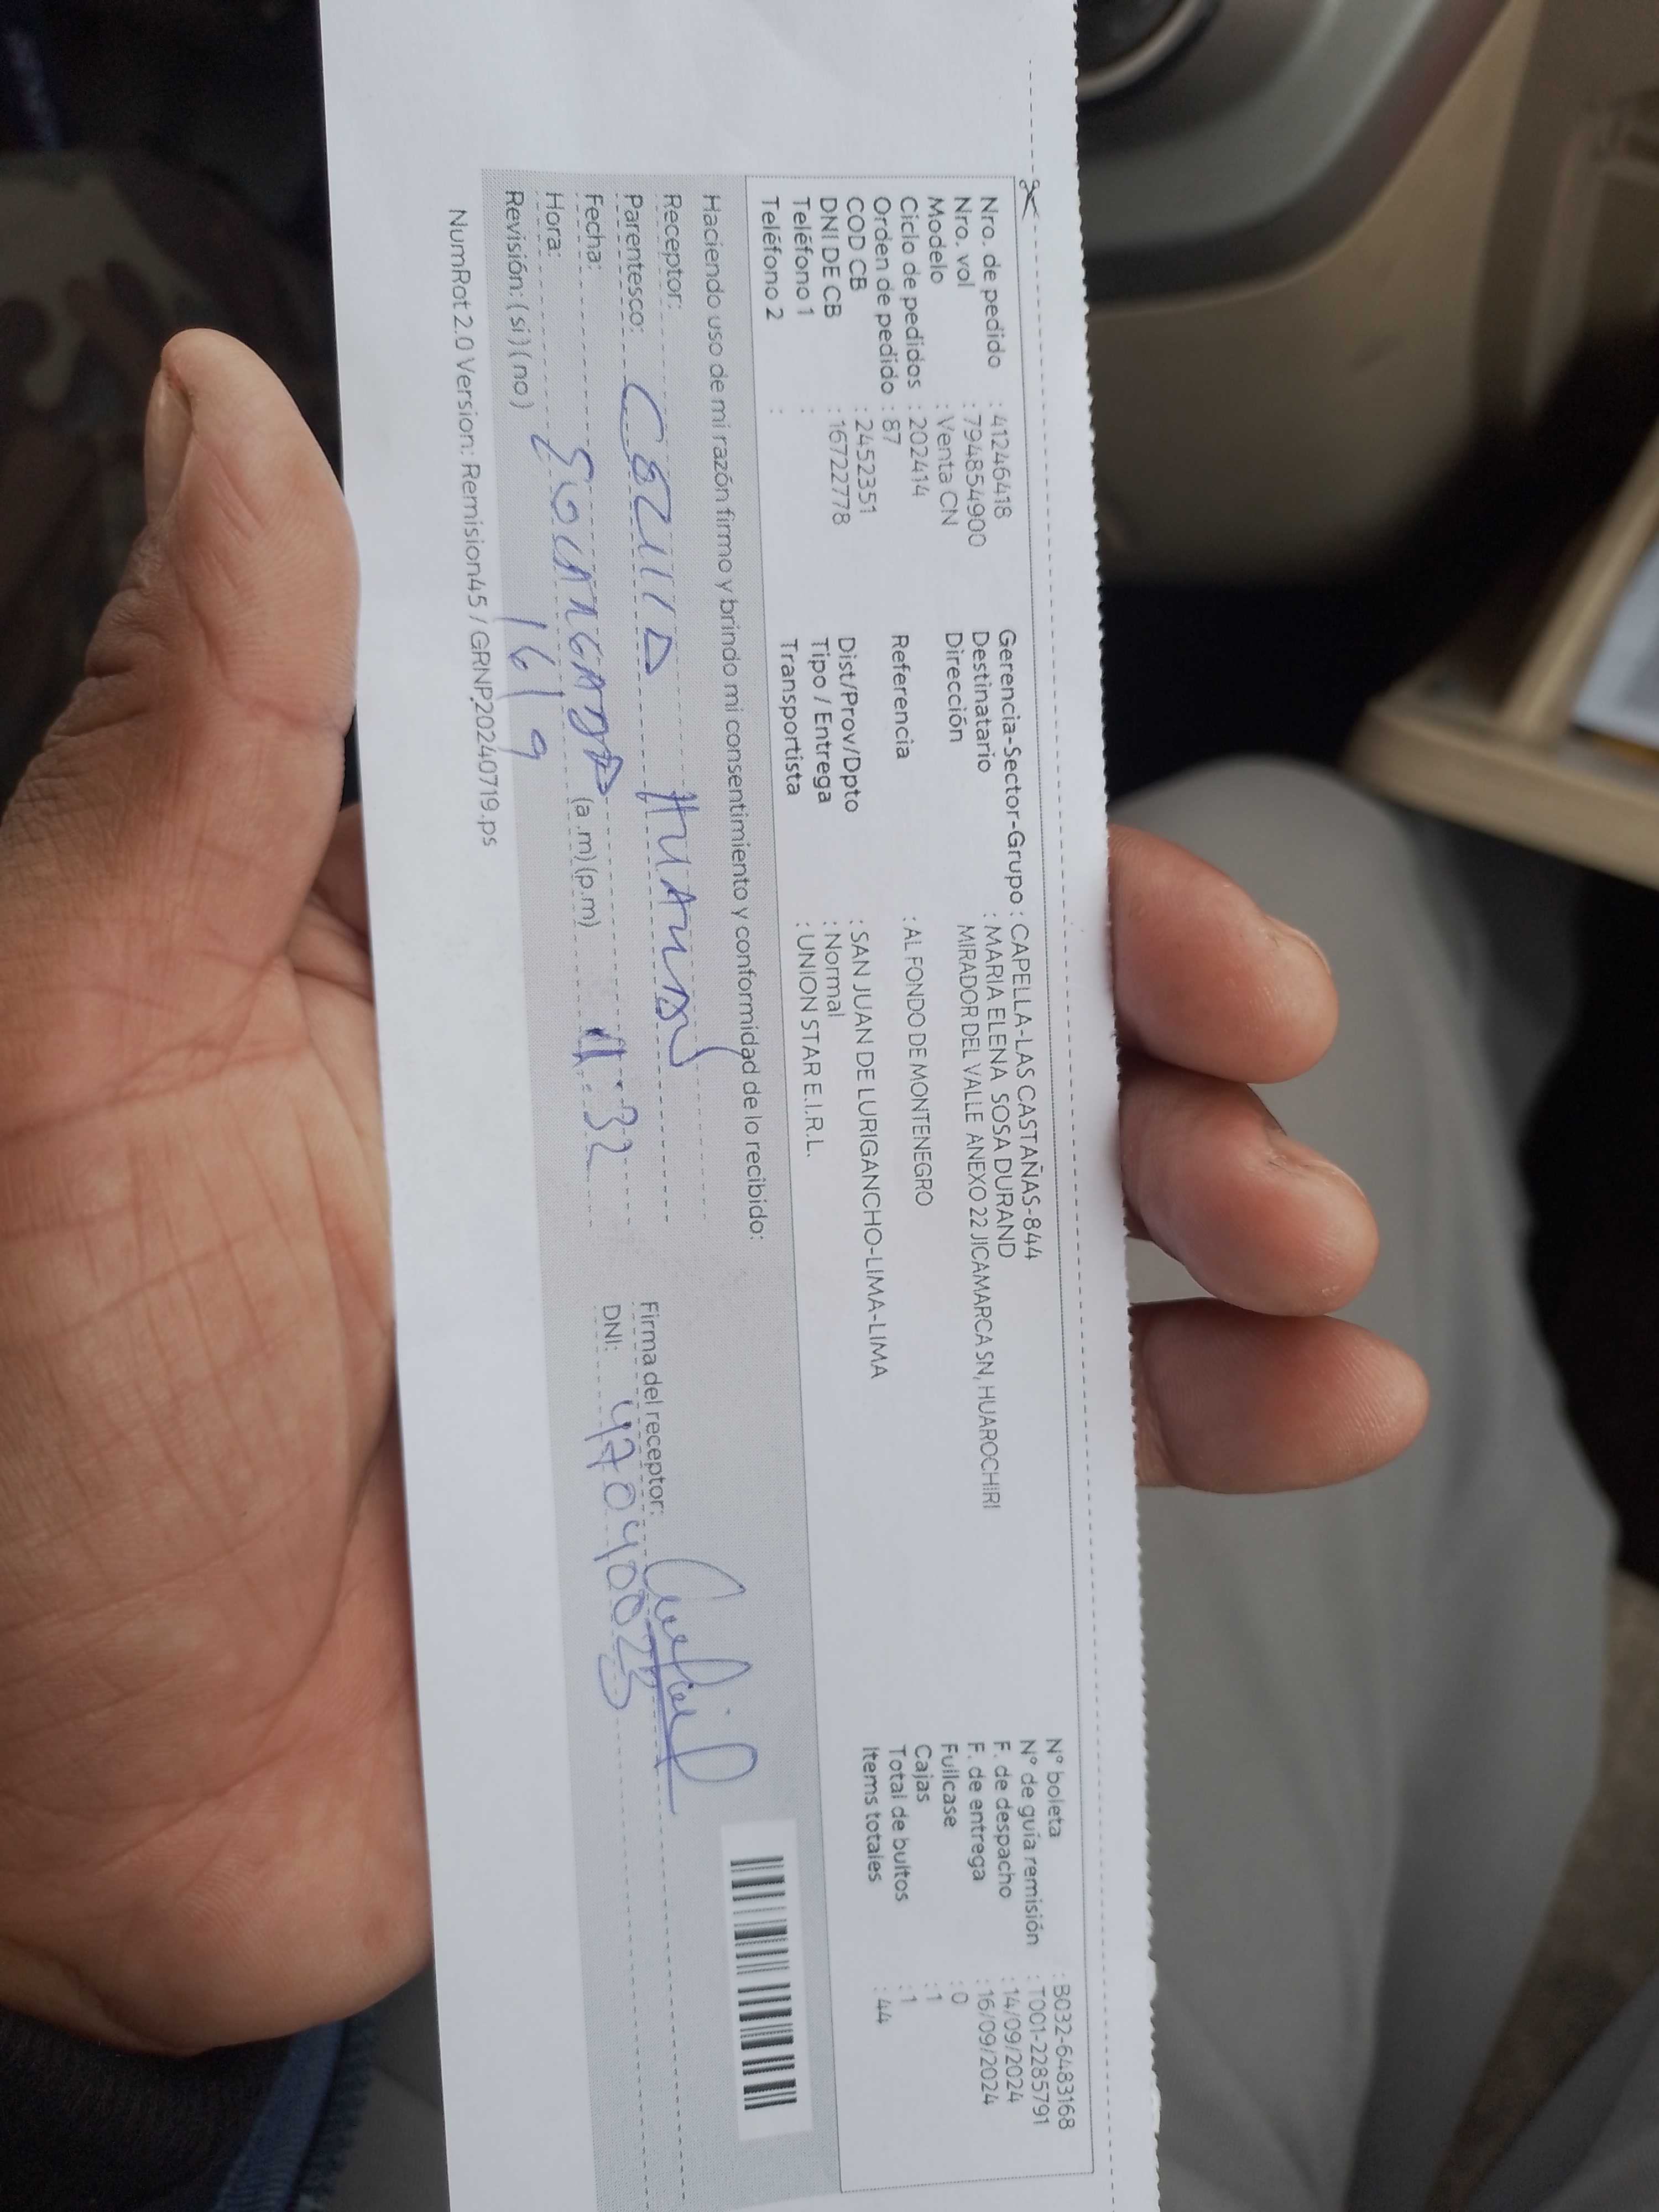 Nro. de pedido : 41246418
Nro. vol : 794854900
Modelo : Venta CN
Ciclo de pedidos : 202414
Orden de pedido : 87
COD CB : 2452351
DNI DE CB : 16722778
Teléfono 1 :
Teléfono 2 :
Gerencia-Sector-Grupo : CAPELLA-LAS CASTAÑAS-844
Destinatario : MARIA ELENA SOSA DURAND
Dirección : MIRADOR DEL VALLE ANEXO 22 JICAMARCA SN, HUAROCHIRI
Referencia : AL FONDO DE MONTENEGRO
Dist/Prov/Dpto : SAN JUAN DE LURIGANCHO-LIMA-LIMA
Tipo / Entrega : Normal
Transportista : UNION STAR E.I.R.L.
N° boleta : B032-6483168
N° de guía remisión : T001-2285791
F. de despacho : 14/09/2024
F. de entrega : 16/09/2024
Fullcase : 0
Cajas : 1
Total de bultos : 1
Items totales : 44
Haciendo uso de mi razón firmo y brindo mi consentimiento y conformidad de lo recibido:
Receptor:
Parentesco:
Fecha:
Hora: 16/9 (a.m)(p.m) :32
Revisión: (si) (no)
Firma del receptor:
DNI: 47040025
NumRot 2.0 Version: Remision45 / GRNP_20240719.ps